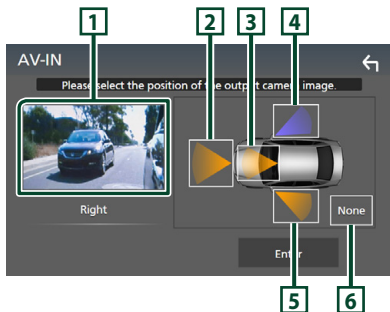 1 2 3 4
AV-IN
Please select the position of the output camera image.
Right
None
Enter
5 6